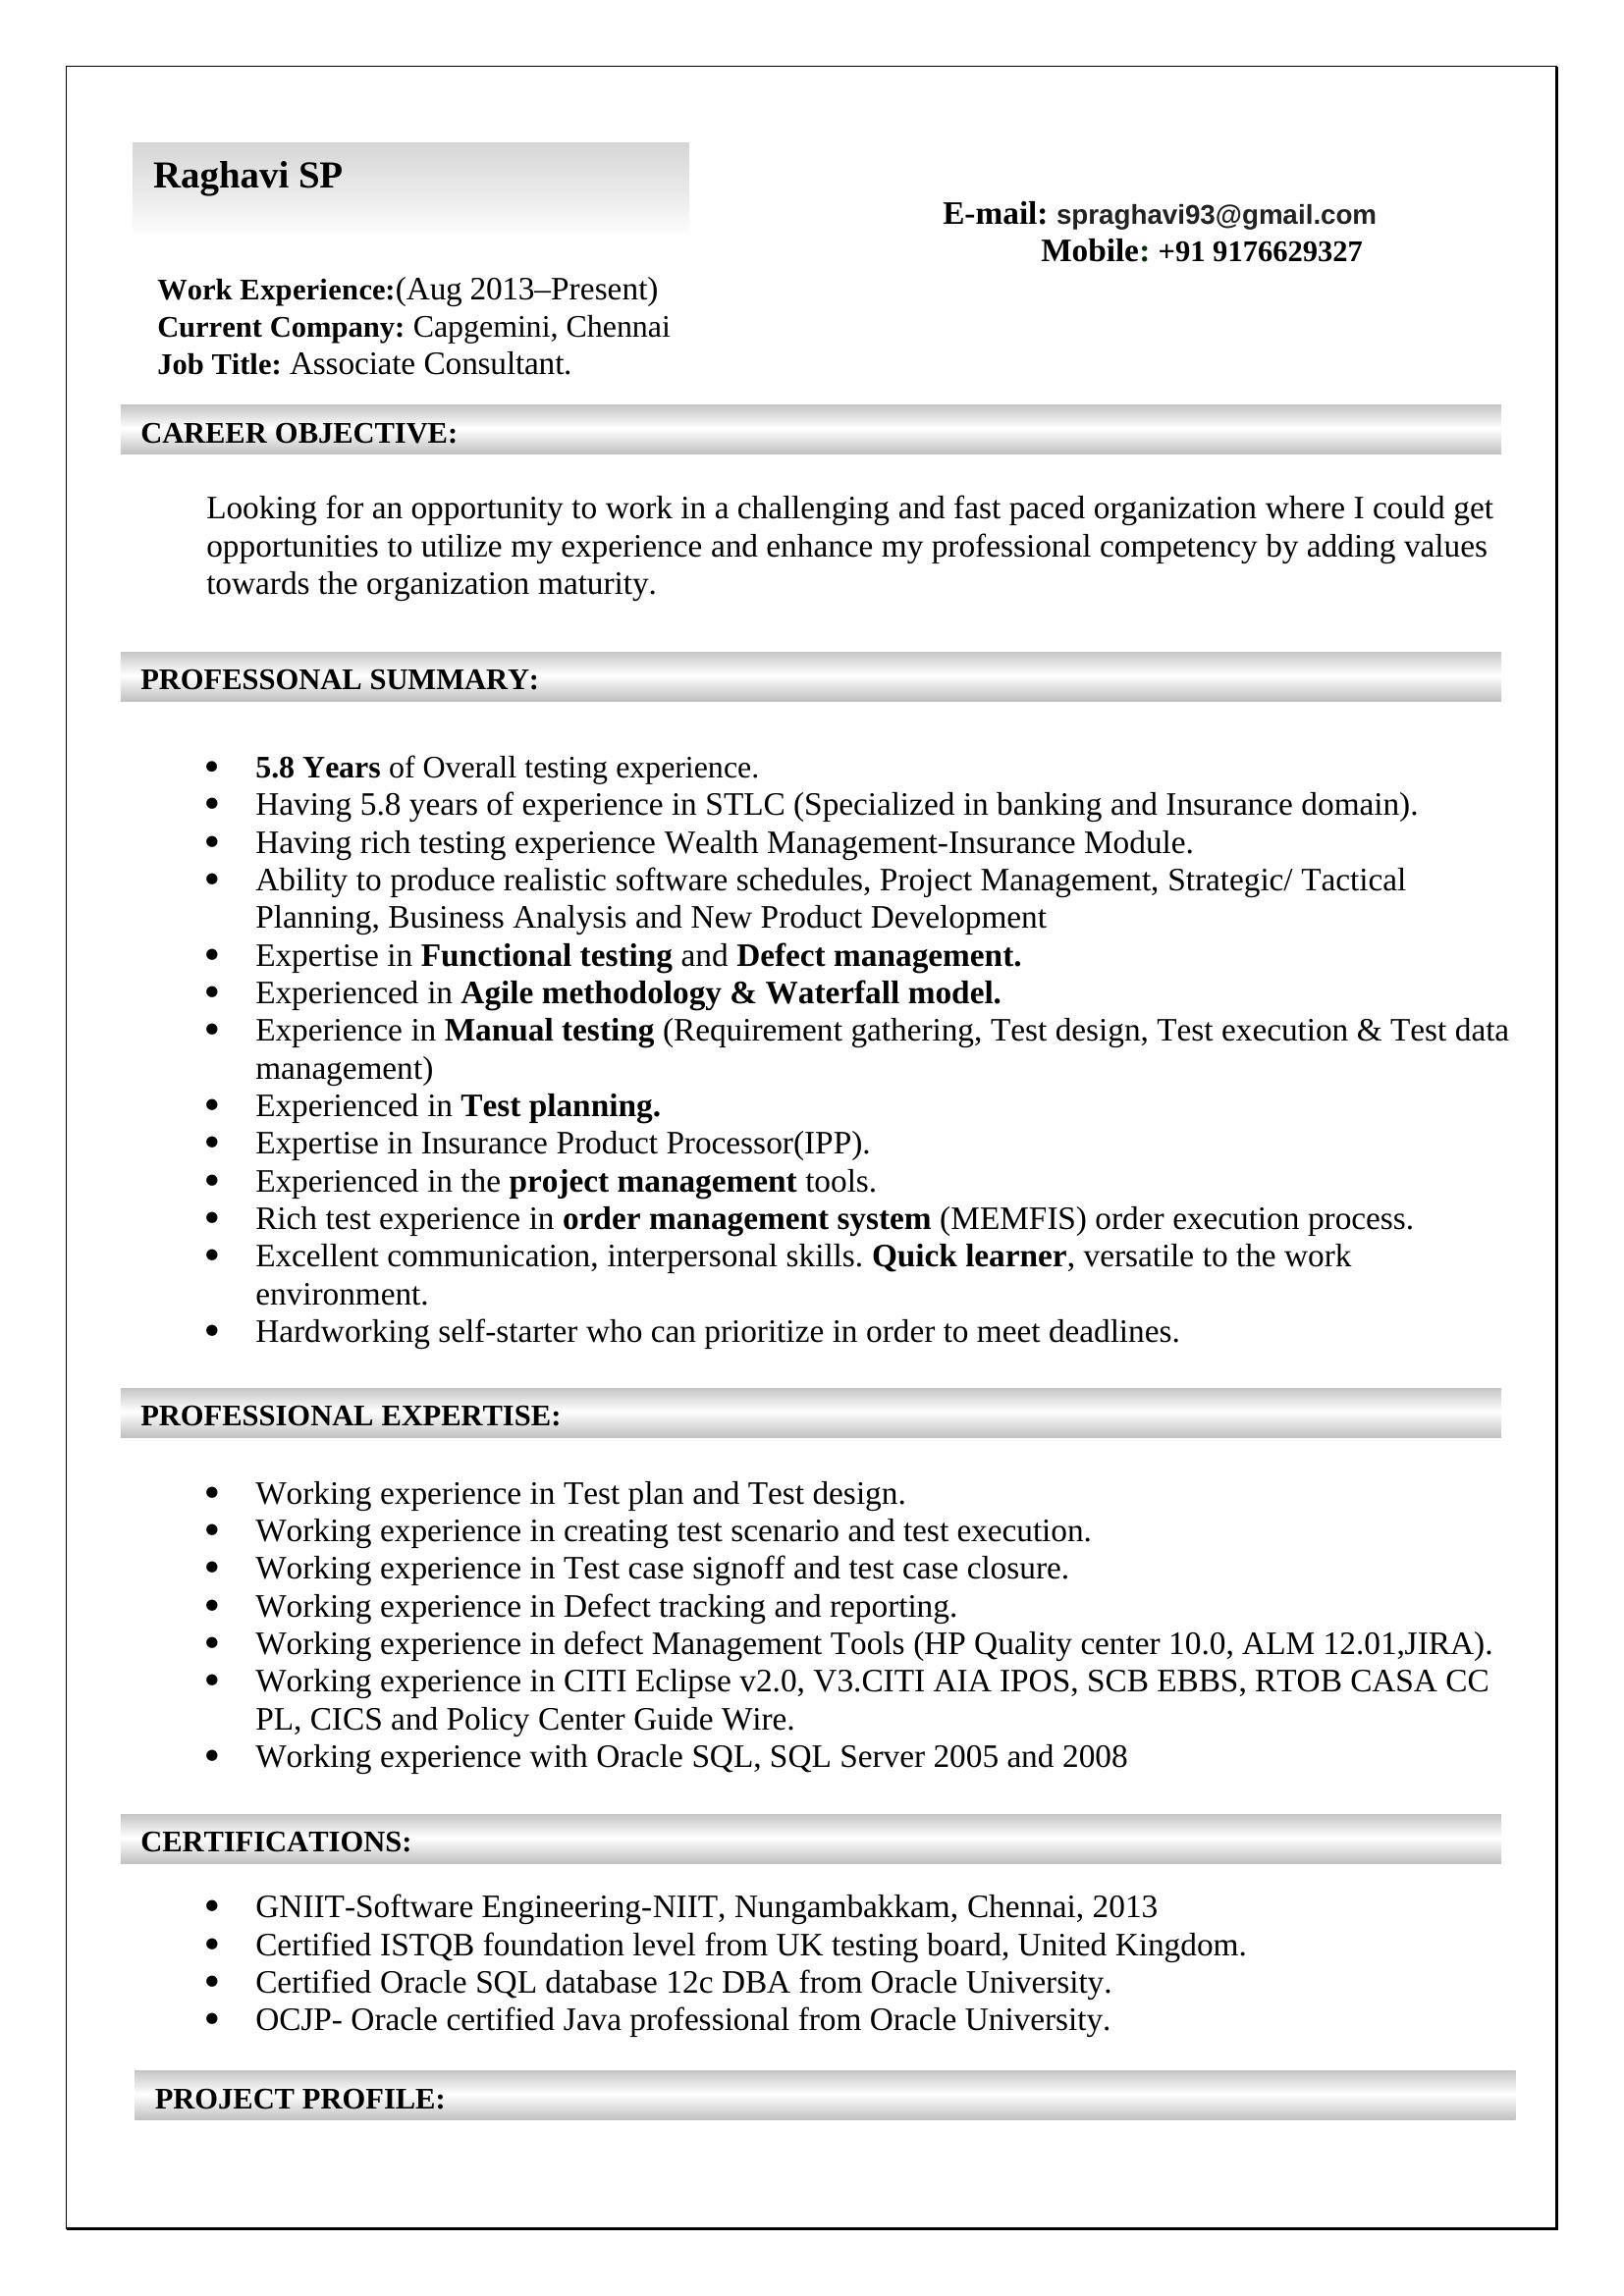 Raghavi SP
E-mail: spraghavi93@gmail.com
Mobile: +91 9176629327
Work Experience:(Aug 2013–Present)
Current Company: Capgemini, Chennai
Job Title: Associate Consultant.
CAREER OBJECTIVE:
Looking for an opportunity to work in a challenging and fast paced organization where I could get
opportunities to utilize my experience and enhance my professional competency by adding values
towards the organization maturity.
PROFESSONAL SUMMARY:
• 5.8 Years of Overall testing experience.
• Having 5.8 years of experience in STLC (Specialized in banking and Insurance domain).
• Having rich testing experience Wealth Management-Insurance Module.
• Ability to produce realistic software schedules, Project Management, Strategic/ Tactical
Planning, Business Analysis and New Product Development
• Expertise in Functional testing and Defect management.
• Experienced in Agile methodology & Waterfall model.
• Experience in Manual testing (Requirement gathering, Test design, Test execution & Test data
management)
• Experienced in Test planning.
• Expertise in Insurance Product Processor(IPP).
• Experienced in the project management tools.
• Rich test experience in order management system (MEMFIS) order execution process.
• Excellent communication, interpersonal skills. Quick learner, versatile to the work
environment.
• Hardworking self-starter who can prioritize in order to meet deadlines.
PROFESSIONAL EXPERTISE:
• Working experience in Test plan and Test design.
• Working experience in creating test scenario and test execution.
• Working experience in Test case signoff and test case closure.
• Working experience in Defect tracking and reporting.
• Working experience in defect Management Tools (HP Quality center 10.0, ALM 12.01,JIRA).
• Working experience in CITI Eclipse v2.0, V3.CITI AIA IPOS, SCB EBBS, RTOB CASA CC
PL, CICS and Policy Center Guide Wire.
• Working experience with Oracle SQL, SQL Server 2005 and 2008
CERTIFICATIONS:
• GNIIT-Software Engineering-NIIT, Nungambakkam, Chennai, 2013
• Certified ISTQB foundation level from UK testing board, United Kingdom.
• Certified Oracle SQL database 12c DBA from Oracle University.
• OCJP- Oracle certified Java professional from Oracle University.
PROJECT PROFILE: